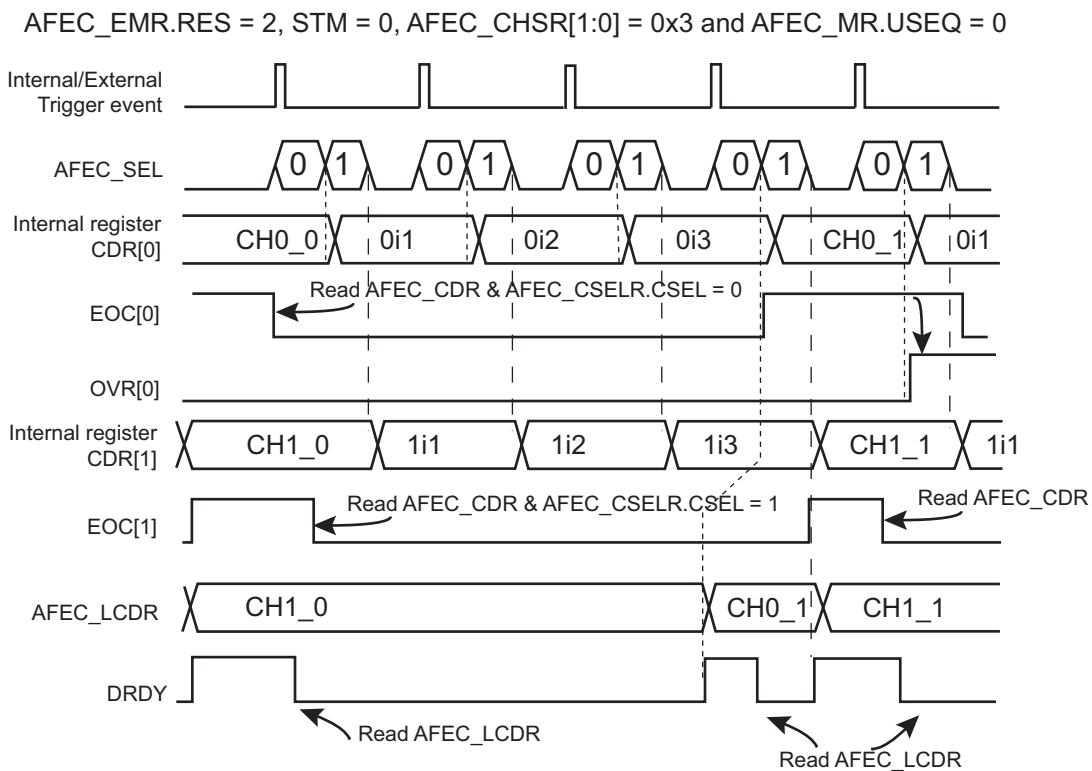 AFEC_EMR.RES = 2, STM = 0, AFEC_CHSR[1:0] = 0x3 and AFEC_MR.USEQ = 0
Internal/External
Trigger event
AFEC_SEL
0 1 0 1 0 1 0 1 0 1
Internal register
CDR[0]
CH0_0 0i1 0i2 0i3 CH0_1 0i1
Read AFEC_CDR & AFEC_CSELR.CSEL = 0
EOC[0]
OVR[0]
Internal register
CDR[1]
CH1_0 1i1 1i2 1i3 CH1_1 1i1
Read AFEC_CDR & AFEC_CSELR.CSEL = 1
Read AFEC_CDR
EOC[1]
AFEC_LCDR
CH1_0 CH0_1 CH1_1
DRDY
Read AFEC_LCDR
Read AFEC_LCDR